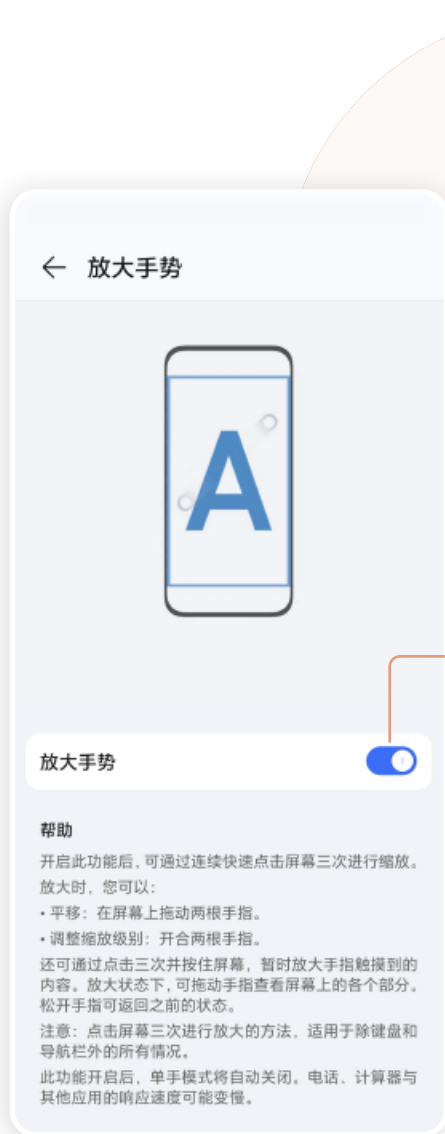 ← 放大手势
A
放大手势
帮助
开启此功能后，可通过连续快速点击屏幕三次进行缩放。
放大时，您可以：
• 平移：在屏幕上拖动两根手指。
• 调整缩放级别：开合两根手指。
还可通过点击三次并按住屏幕，暂时放大手指触摸到的
内容。放大状态下，可拖动手指查看屏幕上的各个部分。
松开手指可返回之前的状态。
注意：点击屏幕三次进行放大的方法，适用于除键盘和
导航栏外的所有情况。
此功能开启后，单手模式将自动关闭。电话、计算器与
其他应用的响应速度可能变慢。